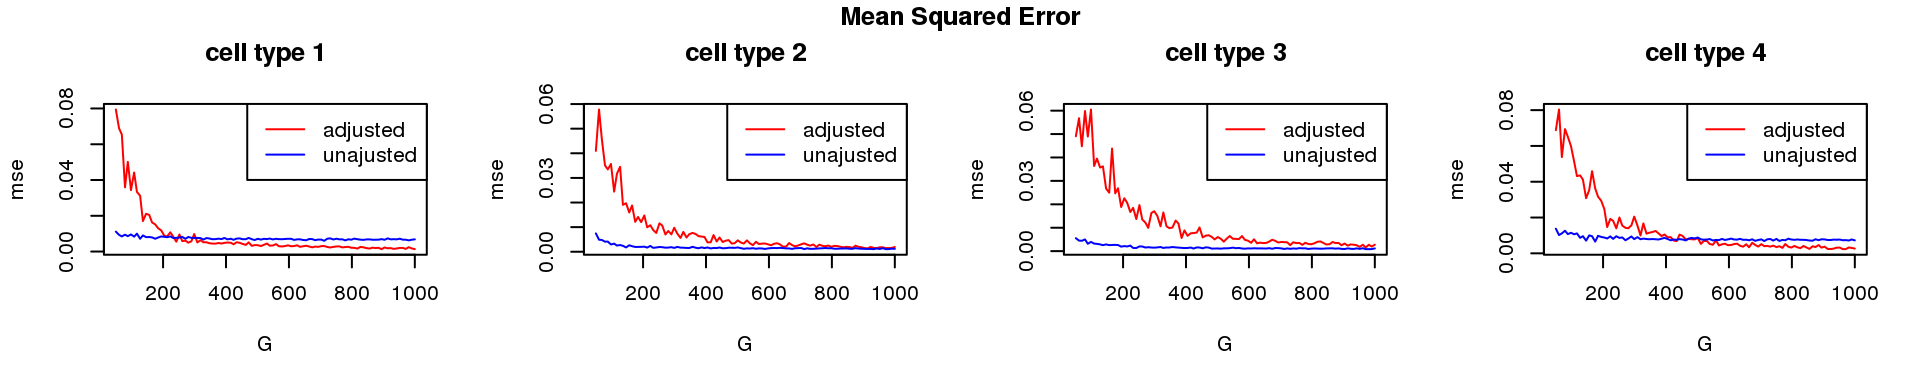 Mean Squared Error
cell type 1
mse
0.00 0.04 0.08
adjusted
unajusted
200 400 600 800 1000
G
cell type 2
mse
0.00 0.03 0.06
adjusted
unajusted
200 400 600 800 1000
G
cell type 3
mse
0.00 0.03 0.06
adjusted
unajusted
200 400 600 800 1000
G
cell type 4
mse
0.00 0.04 0.08
adjusted
unajusted
200 400 600 800 1000
G